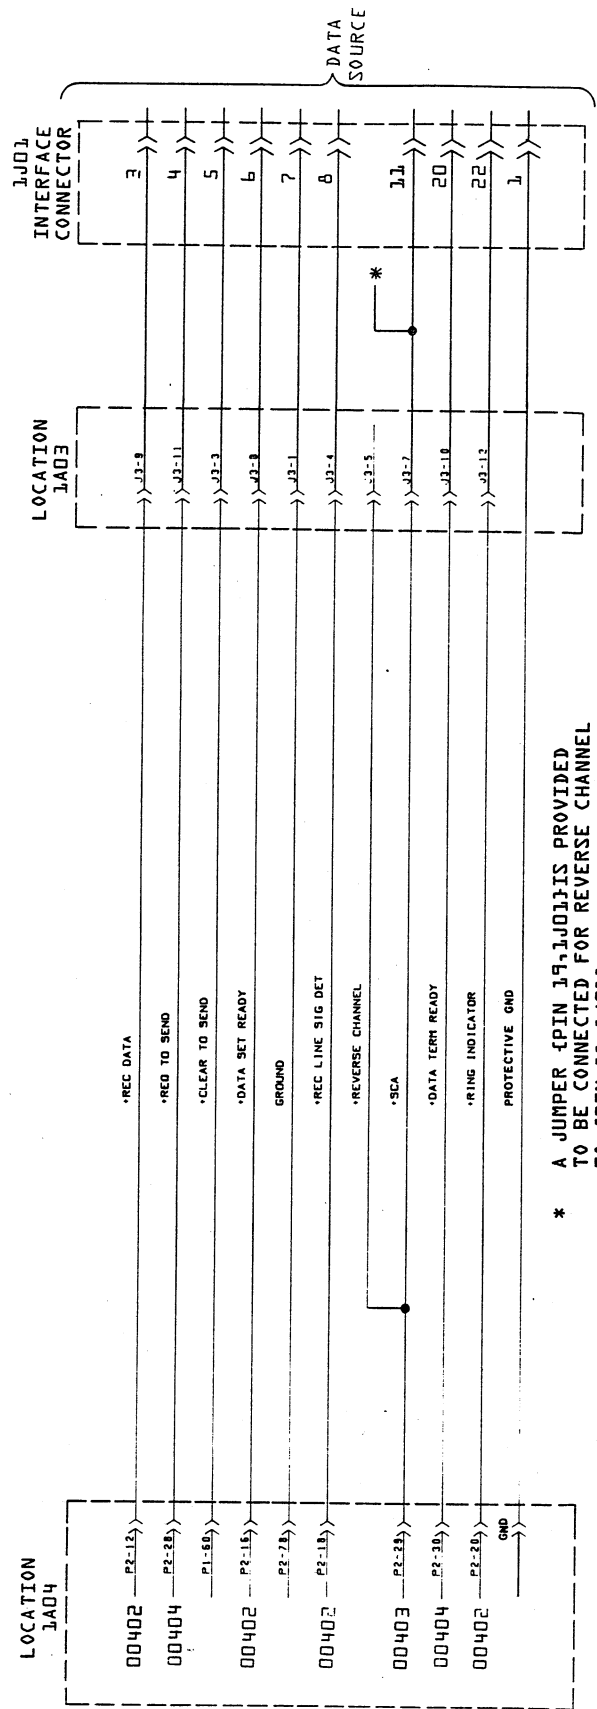 LOCATION
1A04
LOCATION
1A03
1J01
INTERFACE
CONNECTOR
DATA
SOURCE
00402 P2-12 +REC DATA J3-9 3
00404 P2-28 +REQ TO SEND J3-11 4
P1-60 +CLEAR TO SEND J3-3 5
00402 P2-16 +DATA SET READY J3-8 6
P2-78 GROUND J3-1 7
00402 P2-18 +REC LINE SIG DET J3-4 8
+REVERSE CHANNEL J3-5 *
00403 P2-29 +SCA J3-7 11
00404 P2-30 +DATA TERM READY J3-10 20
00402 P2-20 +RING INDICATOR J3-12 22
GND PROTECTIVE GND 1
* A JUMPER {PIN 19,1J01}IS PROVIDED
TO BE CONNECTED FOR REVERSE CHANNEL